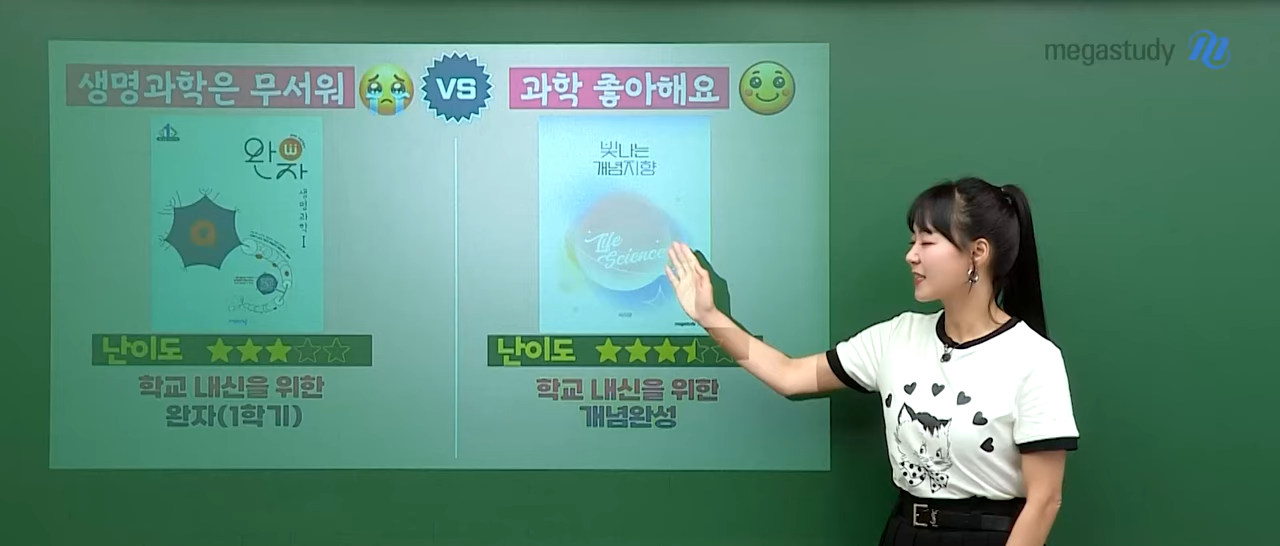 megastudy
생명과학은 무서워
VS
과학 좋아해요
완자
생명과학 I
빛나는
개념지향
Life
Science
megastudy
난이도
난이도
학교 내신을 위한
완자(1학기)
학교 내신을 위한
개념완성